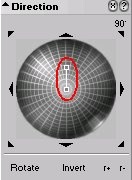 Direction
90°
Rotate Invert r+ r-